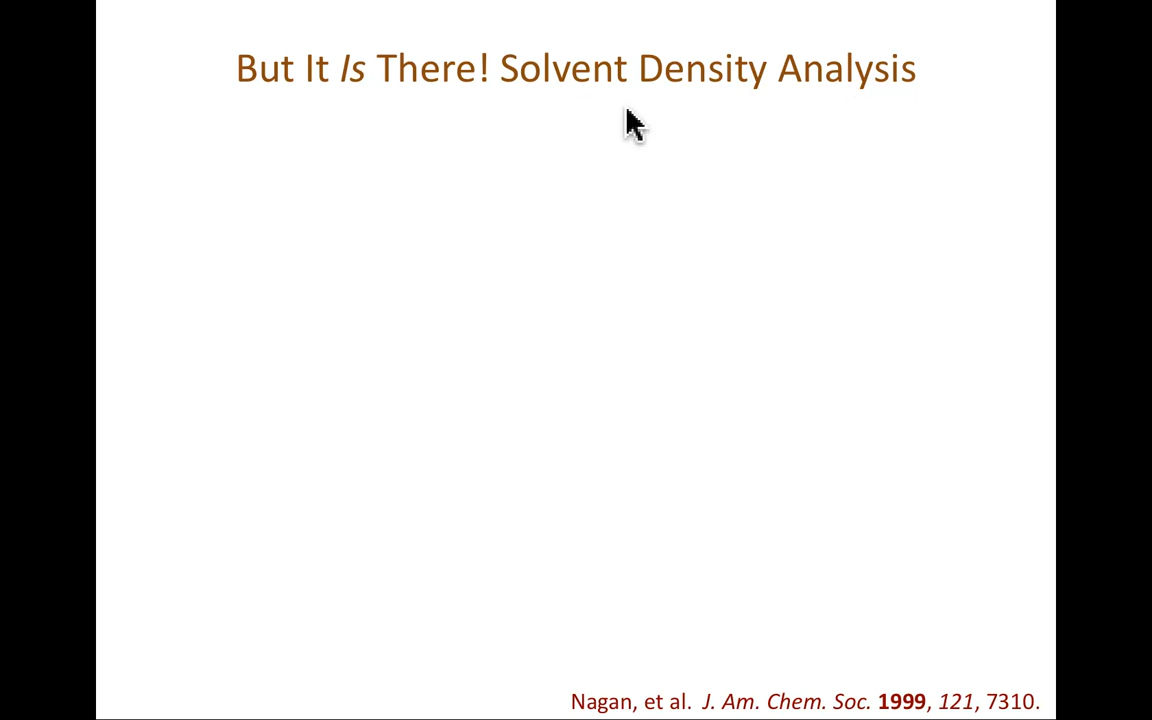 But It Is There! Solvent Density Analysis
Nagan, et al. J. Am. Chem. Soc. 1999, 121, 7310.